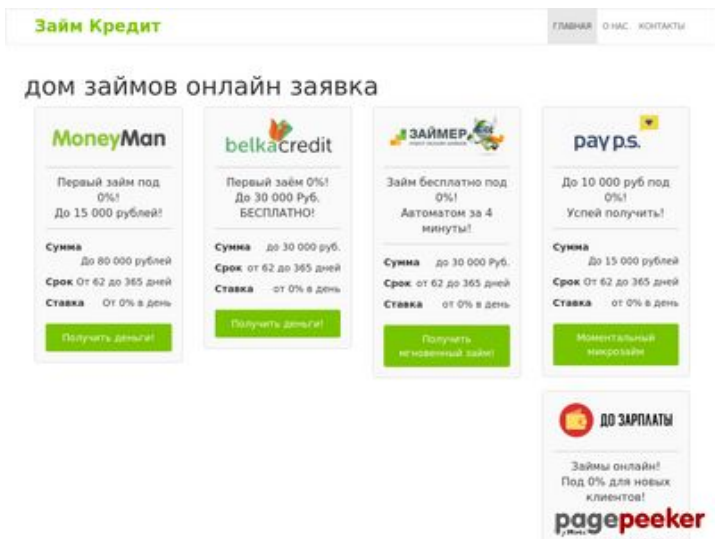 Займ Кредит
ГЛАВНАЯ О НАС КОНТАКТЫ
дом займов онлайн заявка
MoneyMan
Первый займ под
0%!
До 15 000 рублей!
Сумма
До 80 000 рублей
Срок От 62 до 365 дней
Ставка От 0% в день
Получить деньги!
belkacredit
Первый заём 0%!
До 30 000 Руб.
БЕСПЛАТНО!
Сумма до 30 000 руб.
Срок от 62 до 365 дней
Ставка от 0% в день
Получить деньги!
ЗАЙМЕР
Займ бесплатно под
0%!
Автоматом за 4
минуты!
Сумма до 30 000 Руб.
Срок от 62 до 365 дней
Ставка от 0% в день
Получить
мгновенный займ!
pay p.s.
До 10 000 руб под
0%!
Успей получить!
Сумма
До 15 000 рублей
Срок От 62 до 365 дней
Ставка от 0% в день
Моментальный
микрозайм
ДО ЗАРПЛАТЫ
Займы онлайн!
Под 0% для новых
клиентов!
pagepeeker